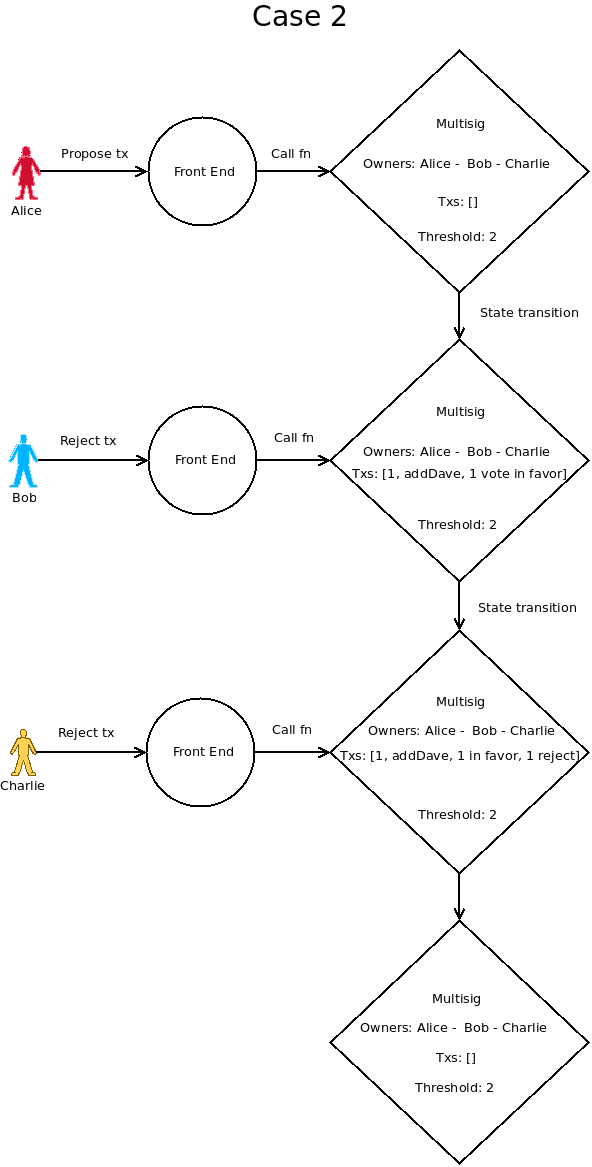 Case 2
Propose tx
Call fn
Alice
Front End
Multisig
Owners: Alice -  Bob - Charlie
Txs: []
Threshold: 2
State transition
Reject tx
Call fn
Bob
Front End
Multisig
Owners: Alice -  Bob - Charlie
Txs: [1, addDave, 1 vote in favor]
Threshold: 2
State transition
Reject tx
Call fn
Charlie
Front End
Multisig
Owners: Alice -  Bob - Charlie
Txs: [1, addDave, 1 in favor, 1 reject]
Threshold: 2
Multisig
Owners: Alice -  Bob - Charlie
Txs: []
Threshold: 2